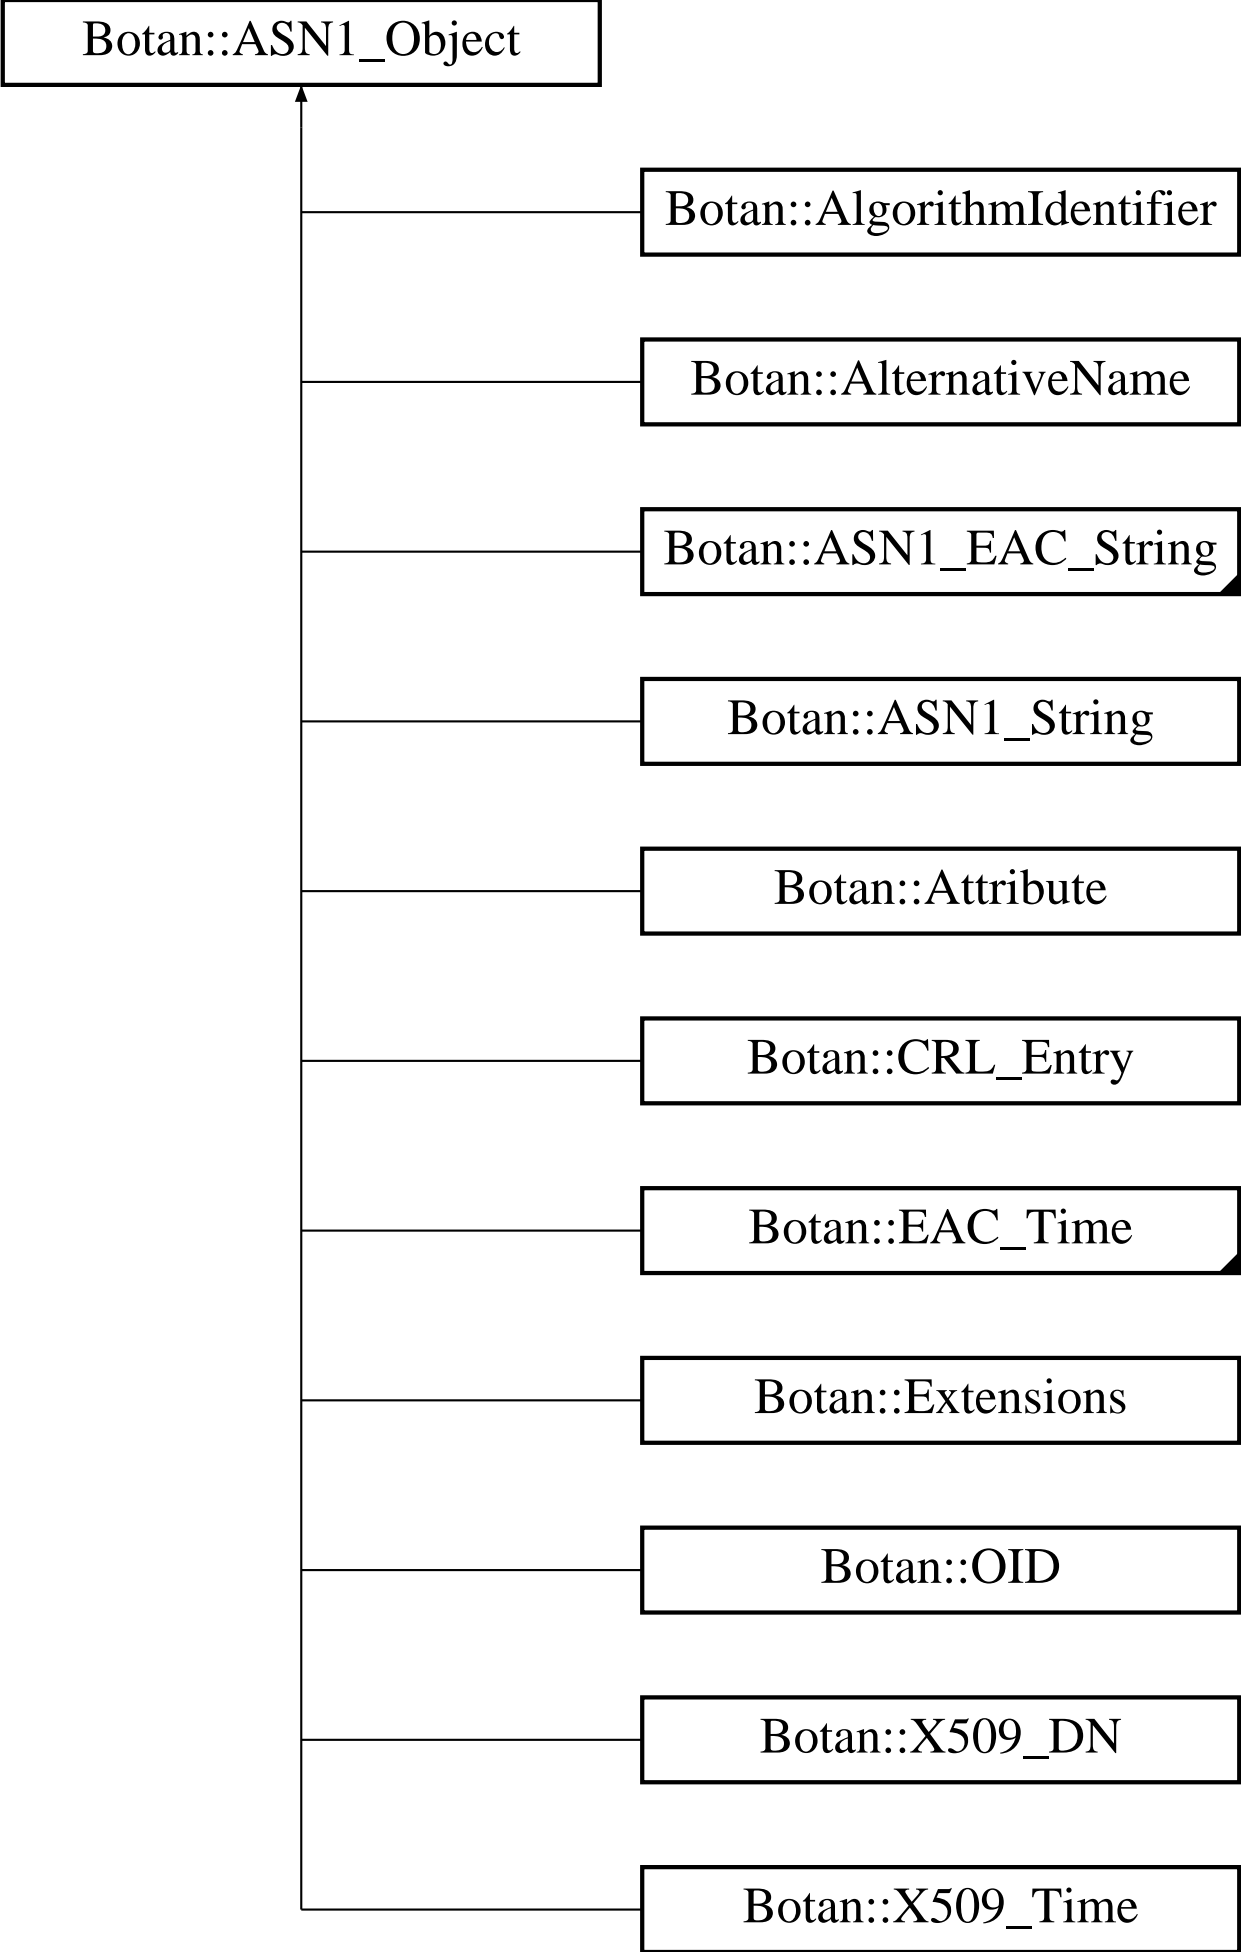 Botan::ASN1_Object
Botan::AlgorithmIdentifier
Botan::AlternativeName
Botan::ASN1_EAC_String
Botan::ASN1_String
Botan::Attribute
Botan::CRL_Entry
Botan::EAC_Time
Botan::Extensions
Botan::OID
Botan::X509_DN
Botan::X509_Time